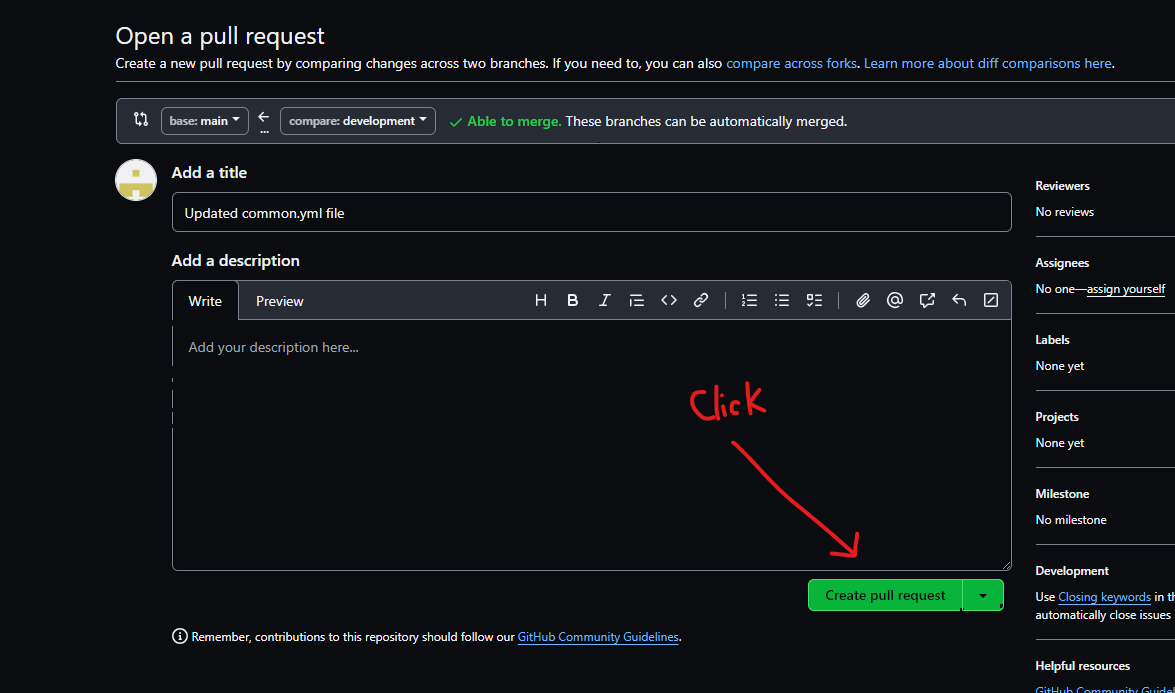 Open a pull request
Create a new pull request by comparing changes across two branches. If you need to, you can also compare across forks. Learn more about diff comparisons here.
base: main
compare: development
Able to merge. These branches can be automatically merged.
Add a title
Updated common.yml file
Add a description
Write
Preview
Add your description here...
Click
Create pull request
Remember, contributions to this repository should follow our GitHub Community Guidelines.
Reviewers
No reviews
Assignees
No one—assign yourself
Labels
None yet
Projects
None yet
Milestone
No milestone
Development
Use Closing keywords in
automatically close issues
Helpful resources
GitHub Community